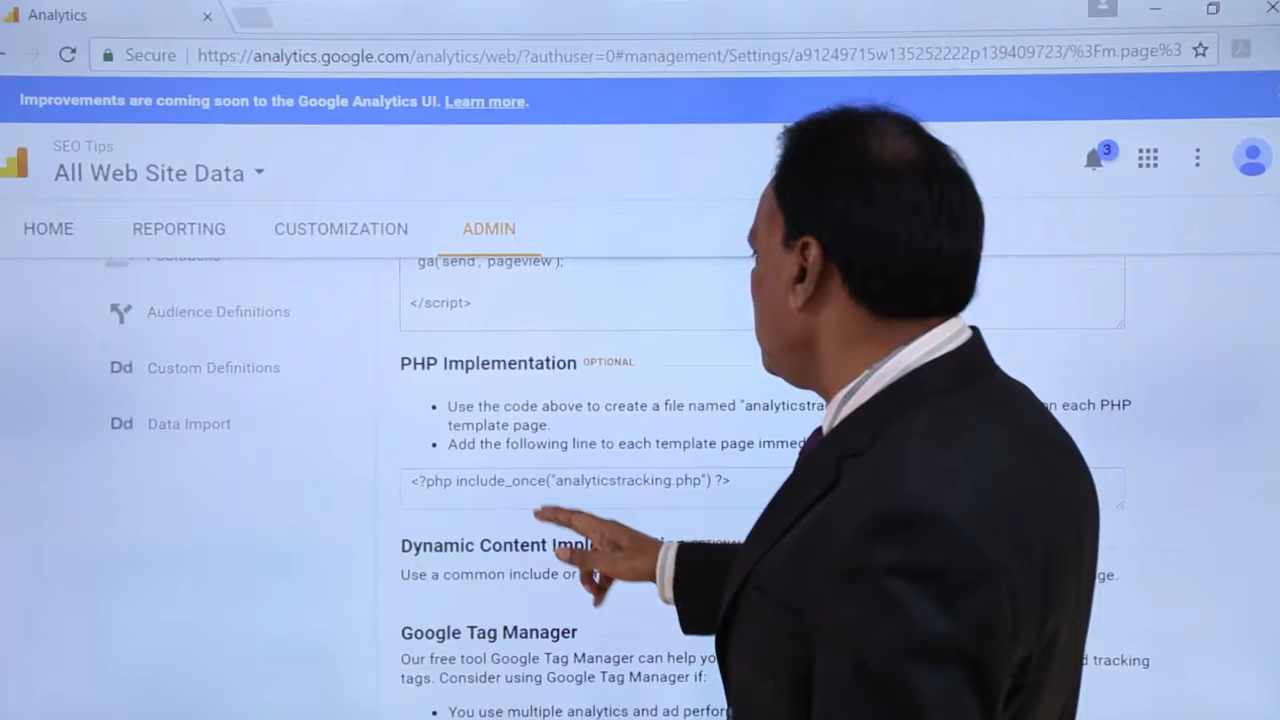 Analytics
Secure | https://analytics.google.com/analytics/web/?authuser=0#management/Settings/a91249715w135252222p139409723/%3Fm.page%3
Improvements are coming soon to the Google Analytics UI. Learn more.
SEO Tips
All Web Site Data
3
HOME REPORTING CUSTOMIZATION ADMIN
ga('send', 'pageview');
</script>
Audience Definitions
Dd Custom Definitions
Dd Data Import
PHP Implementation OPTIONAL
• Use the code above to create a file named "analyticstra on each PHP
template page.
• Add the following line to each template page immed
<?php include_once("analyticstracking.php") ?>
Dynamic Content OPTIONAL
Use a common include or ge.
Google Tag Manager
Our free tool Google Tag Manager can help yo d tracking
tags. Consider using Google Tag Manager if:
• You use multiple analytics and ad perfor